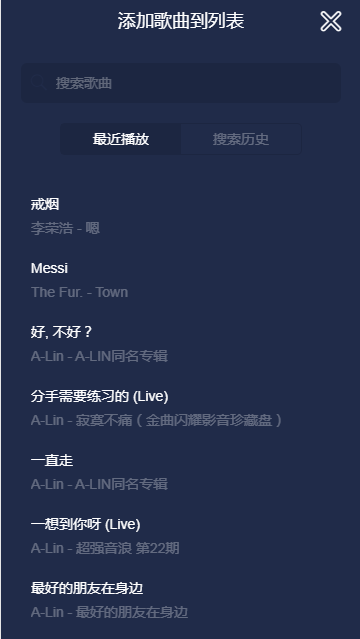 添加歌曲到列表
搜索歌曲
最近播放 搜索历史
戒烟
李荣浩 - 嗯
Messi
The Fur. - Town
好, 不好？
A-Lin - A-LIN同名专辑
分手需要练习的 (Live)
A-Lin - 寂寞不痛（金曲闪耀影音珍藏盘）
一直走
A-Lin - A-LIN同名专辑
一想到你呀 (Live)
A-Lin - 超强音浪 第22期
最好的朋友在身边
A-Lin - 最好的朋友在身边